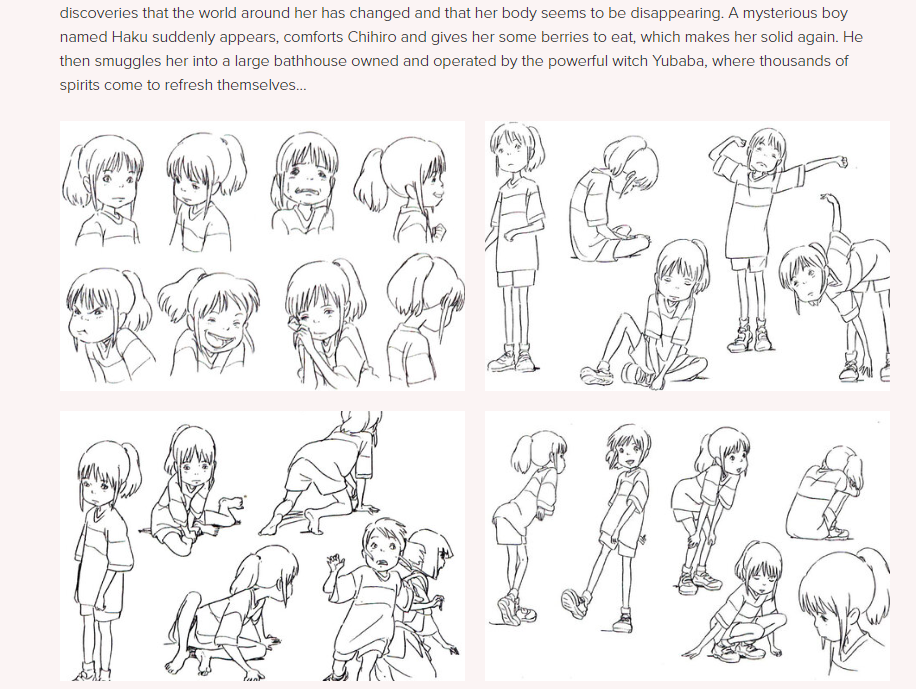 discoveries that the world around her has changed and that her body seems to be disappearing. A mysterious boy
named Haku suddenly appears, comforts Chihiro and gives her some berries to eat, which makes her solid again. He
then smuggles her into a large bathhouse owned and operated by the powerful witch Yubaba, where thousands of
spirits come to refresh themselves...